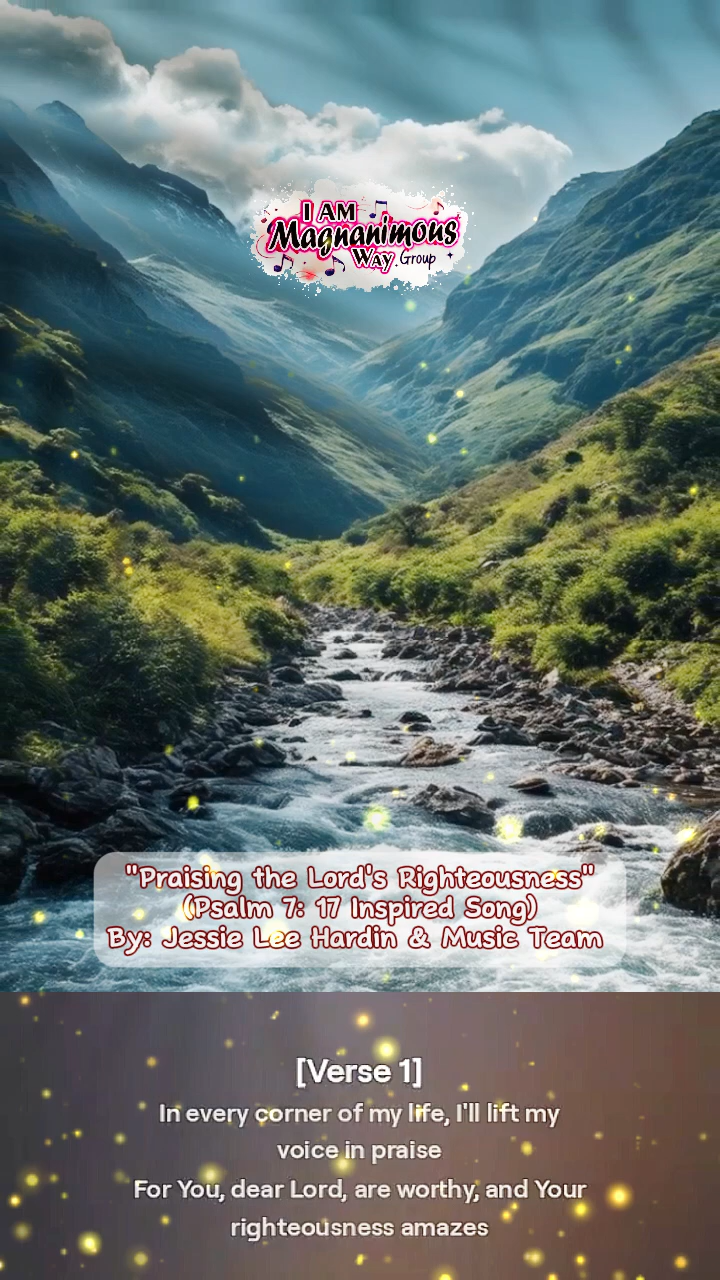 I AM
Magnanimous
Way Group
"Praising the Lord's Righteousness"
(Psalm 7: 17 Inspired Song)
By: Jessie Lee Hardin & Music Team
[Verse 1]
In every corner of my life, I'll lift my
voice in praise
For You, dear Lord, are worthy, and Your
righteousness amazes